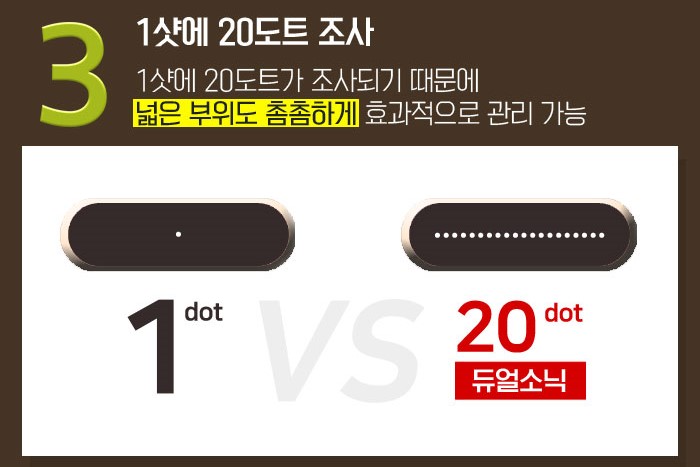 3
1샷에 20도트 조사
1샷에 20도트가 조사되기 때문에
넓은 부위도 촘촘하게 효과적으로 관리 가능
1 dot VS 20 dot
듀얼소닉